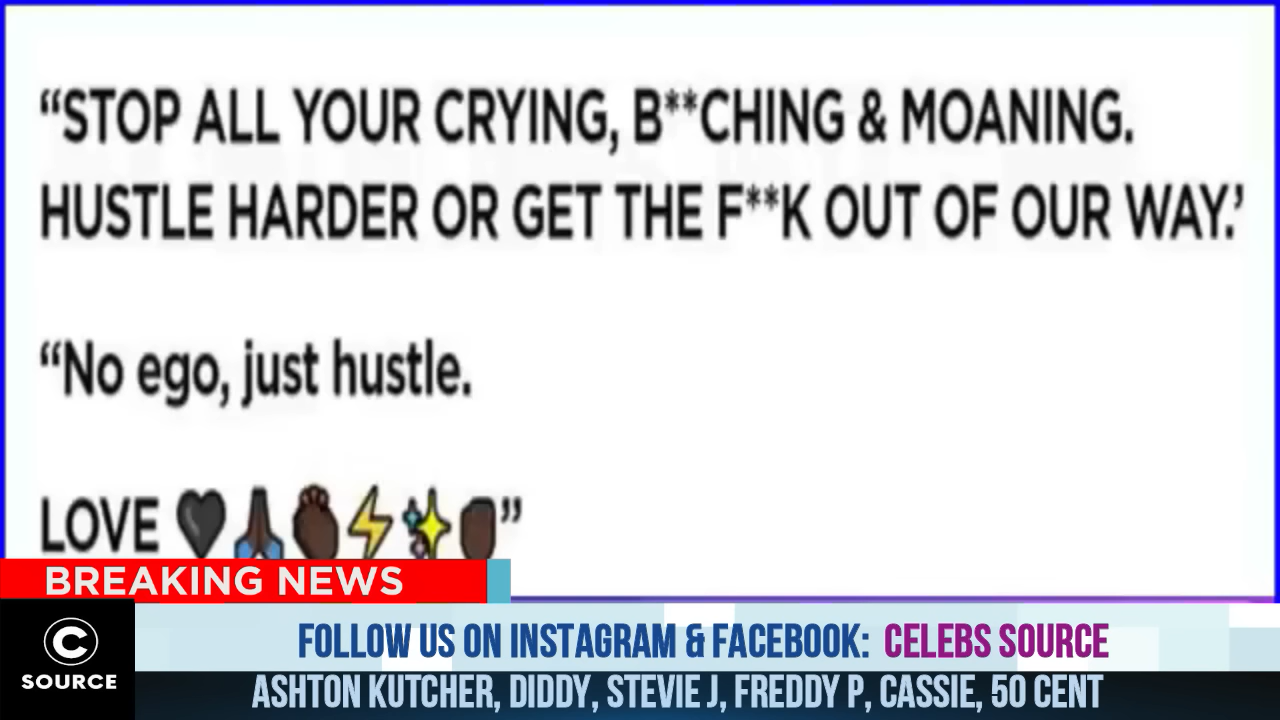 “STOP ALL YOUR CRYING, B**CHING & MOANING.
HUSTLE HARDER OR GET THE F**K OUT OF OUR WAY.’
“No ego, just hustle.
LOVE 🖤🙏🏿✊🏿⚡✨✊🏿”
BREAKING NEWS
C
SOURCE
FOLLOW US ON INSTAGRAM & FACEBOOK: CELEBS SOURCE
ASHTON KUTCHER, DIDDY, STEVIE J, FREDDY P, CASSIE, 50 CENT